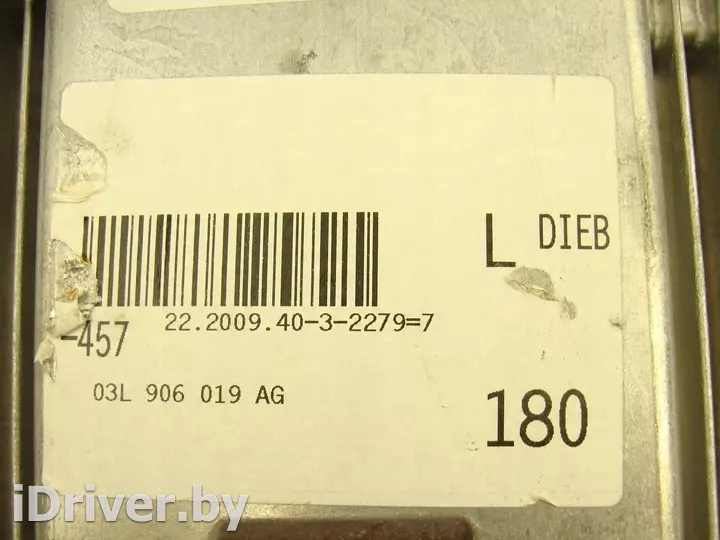 L DIEB
22.2009.40-3-2279=7
-457
03L 906 019 AG
180
iDriver.by